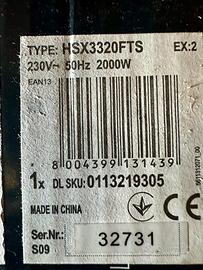 TYPE: HSX3320FTS EX:2
230V~ 50Hz 2000W
EAN13
8 004399 131439
1x DL SKU: 0113219305
MADE IN CHINA
CE
Ser.Nr.: 32731
S09